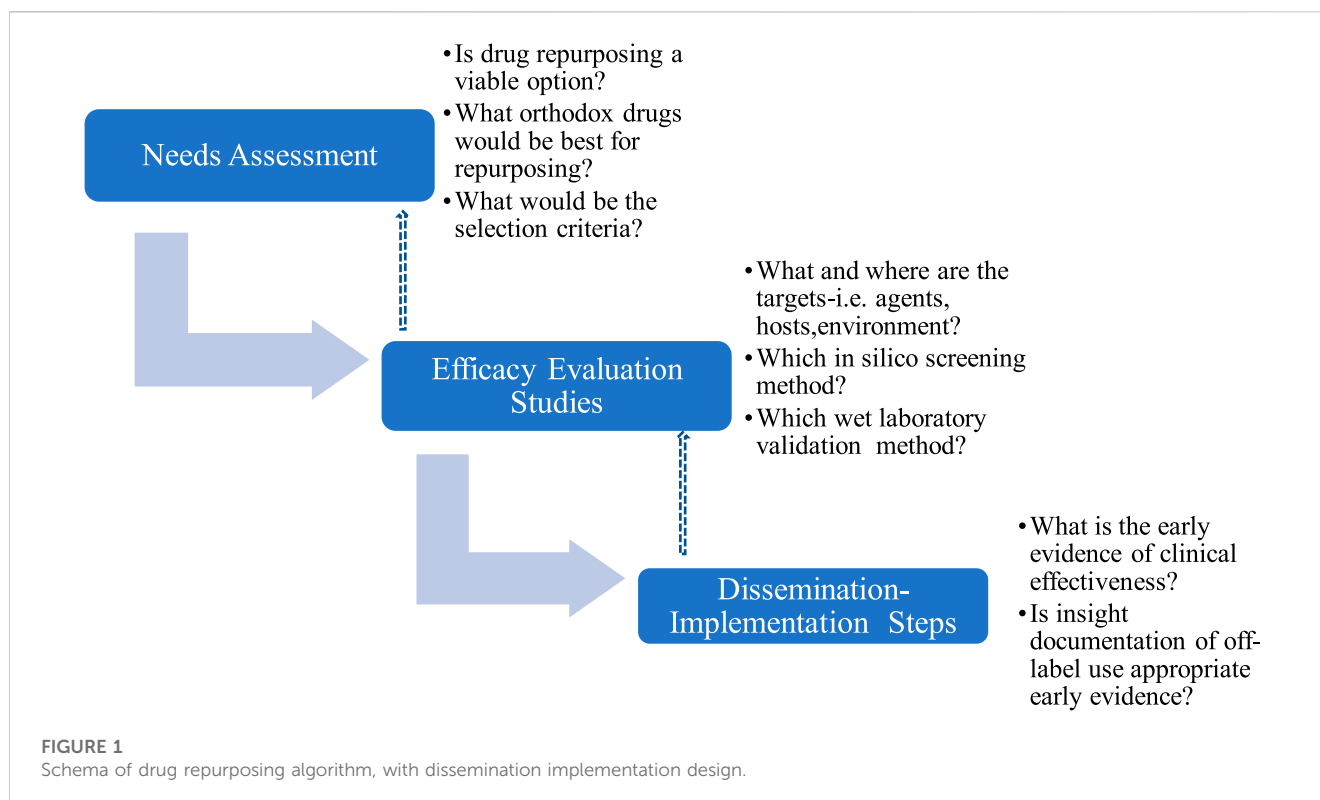 •Is drug repurposing a
viable option?
•What orthodox drugs
would be best for
repurposing?
•What would be the
selection criteria?
Needs Assessment
•What and where are the
targets-i.e. agents,
hosts,environment?
•Which in silico screening
method?
•Which wet laboratory
validation method?
Efficacy Evaluation
Studies
•What is the early
evidence of clinical
effectiveness?
•Is insight
documentation of off-
label use appropriate
early evidence?
Dissemination-
Implementation Steps
FIGURE 1
Schema of drug repurposing algorithm, with dissemination implementation design.